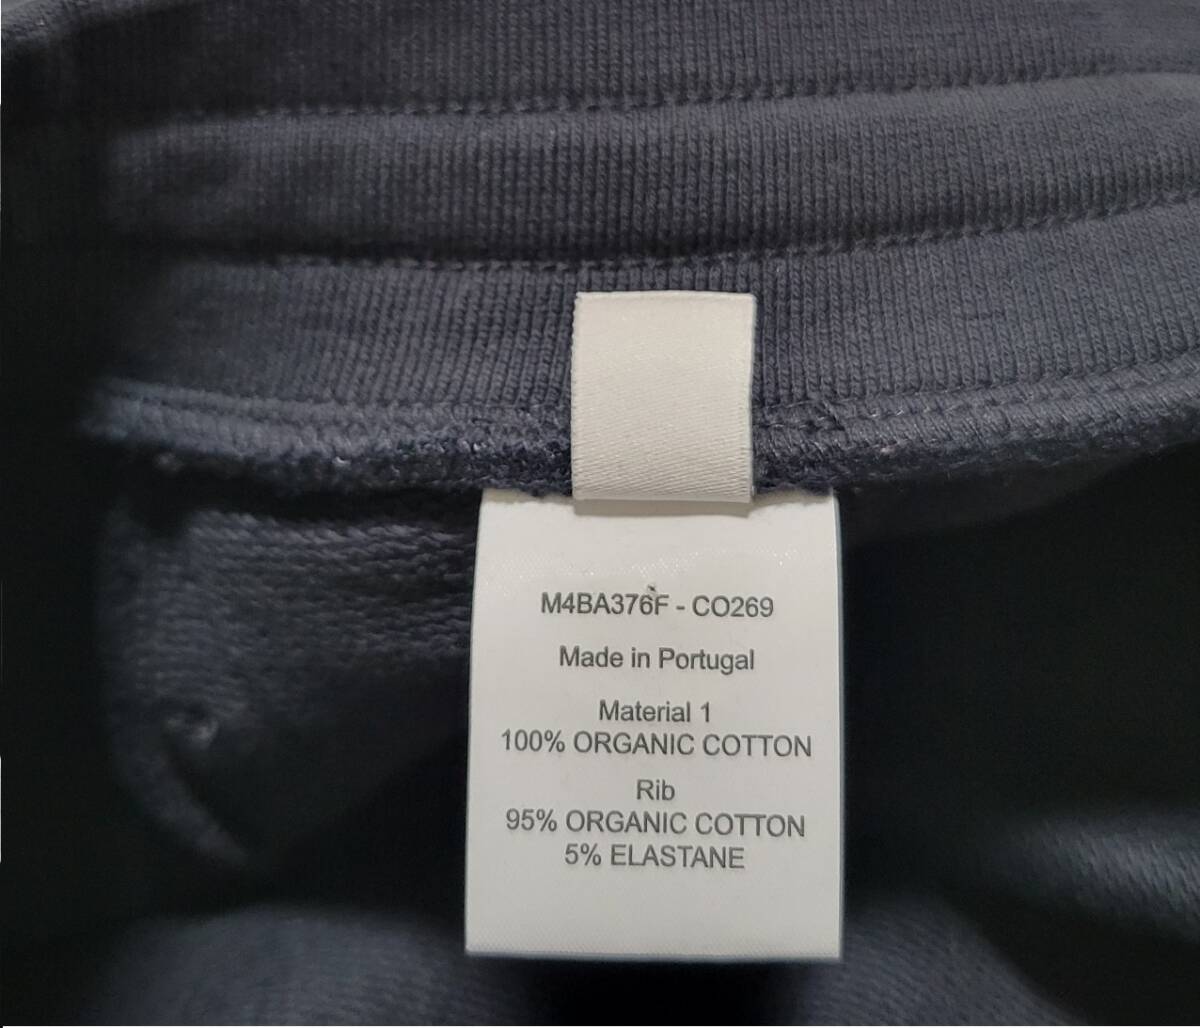 M4BA376F - CO269
Made in Portugal
Material 1
100% ORGANIC COTTON
Rib
95% ORGANIC COTTON
5% ELASTANE